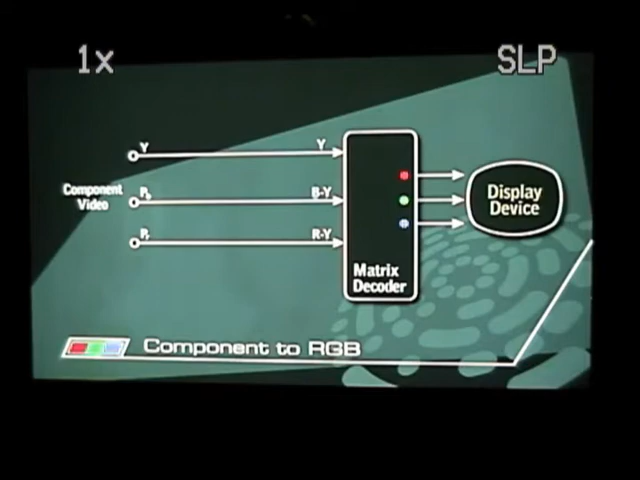 1x SLP
Y Y
Component
Video
Pb B-Y
Pr R-Y
Display
Device
Matrix
Decoder
Component to RGB